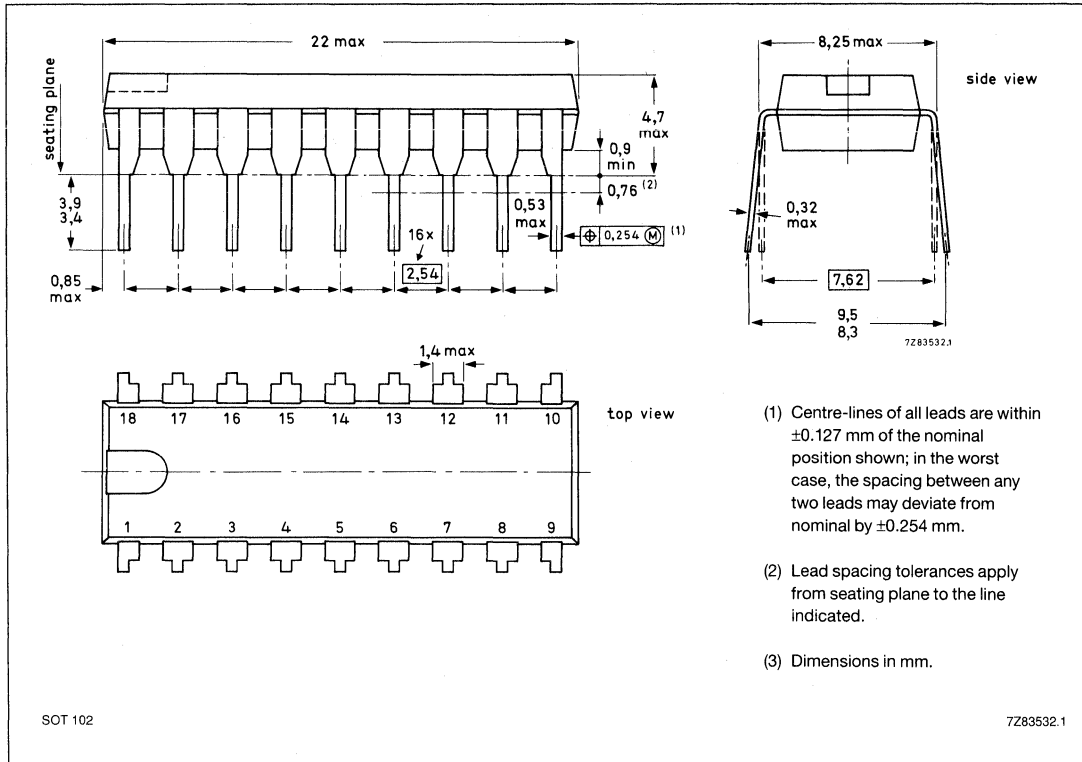 22 max
8,25 max
side view
seating plane
4,7
max
0,9
min
0,76 (2)
3,9
3,4
0,53
max
0,254 M (1)
16x
2,54
0,85
max
0,32
max
7,62
9,5
8,3
7Z83532.1
1,4 max
18 17 16 15 14 13 12 11 10
top view
1 2 3 4 5 6 7 8 9
(1) Centre-lines of all leads are within
±0.127 mm of the nominal
position shown; in the worst
case, the spacing between any
two leads may deviate from
nominal by ±0.254 mm.
(2) Lead spacing tolerances apply
from seating plane to the line
indicated.
(3) Dimensions in mm.
SOT 102
7Z83532.1